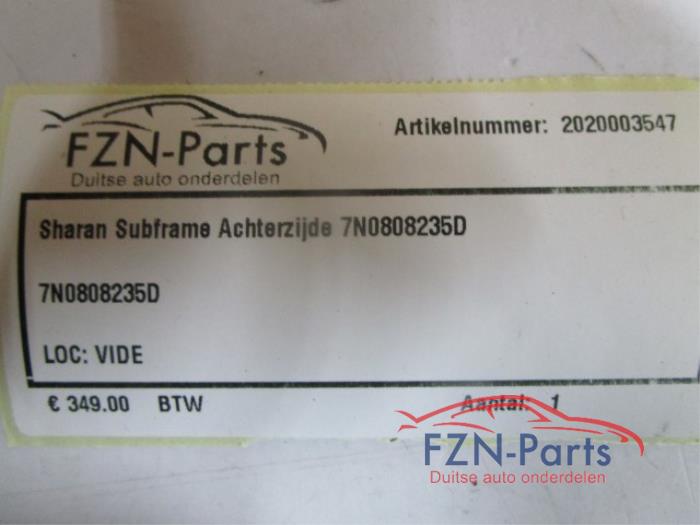 FZN-Parts
Duitse auto onderdelen
Artikelnummer: 2020003547
Sharan Subframe Achterzijde 7N0808235D
7N0808235D
LOC: VIDE
€ 349.00 BTW
Aantal: 1
FZN-Parts
Duitse auto onderdelen